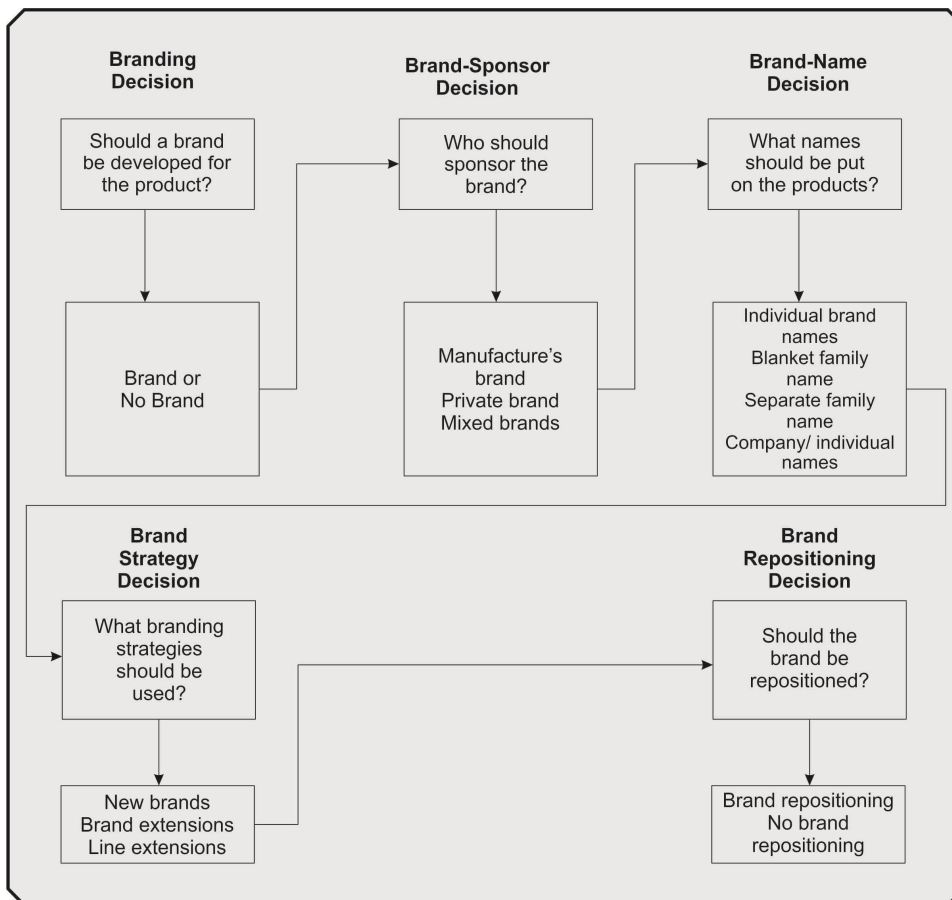 Branding
Decision
Should a brand
be developed for
the product?
Brand or
No Brand
Brand-Sponsor
Decision
Who should
sponsor the
brand?
Manufacture’s
brand
Private brand
Mixed brands
Brand-Name
Decision
What names
should be put
on the products?
Individual brand
names
Blanket family
name
Separate family
name
Company/ individual
names
Brand
Strategy
Decision
What branding
strategies
should be
used?
New brands
Brand extensions
Line extensions
Brand
Repositioning
Decision
Should the
brand be
repositioned?
Brand repositioning
No brand
repositioning